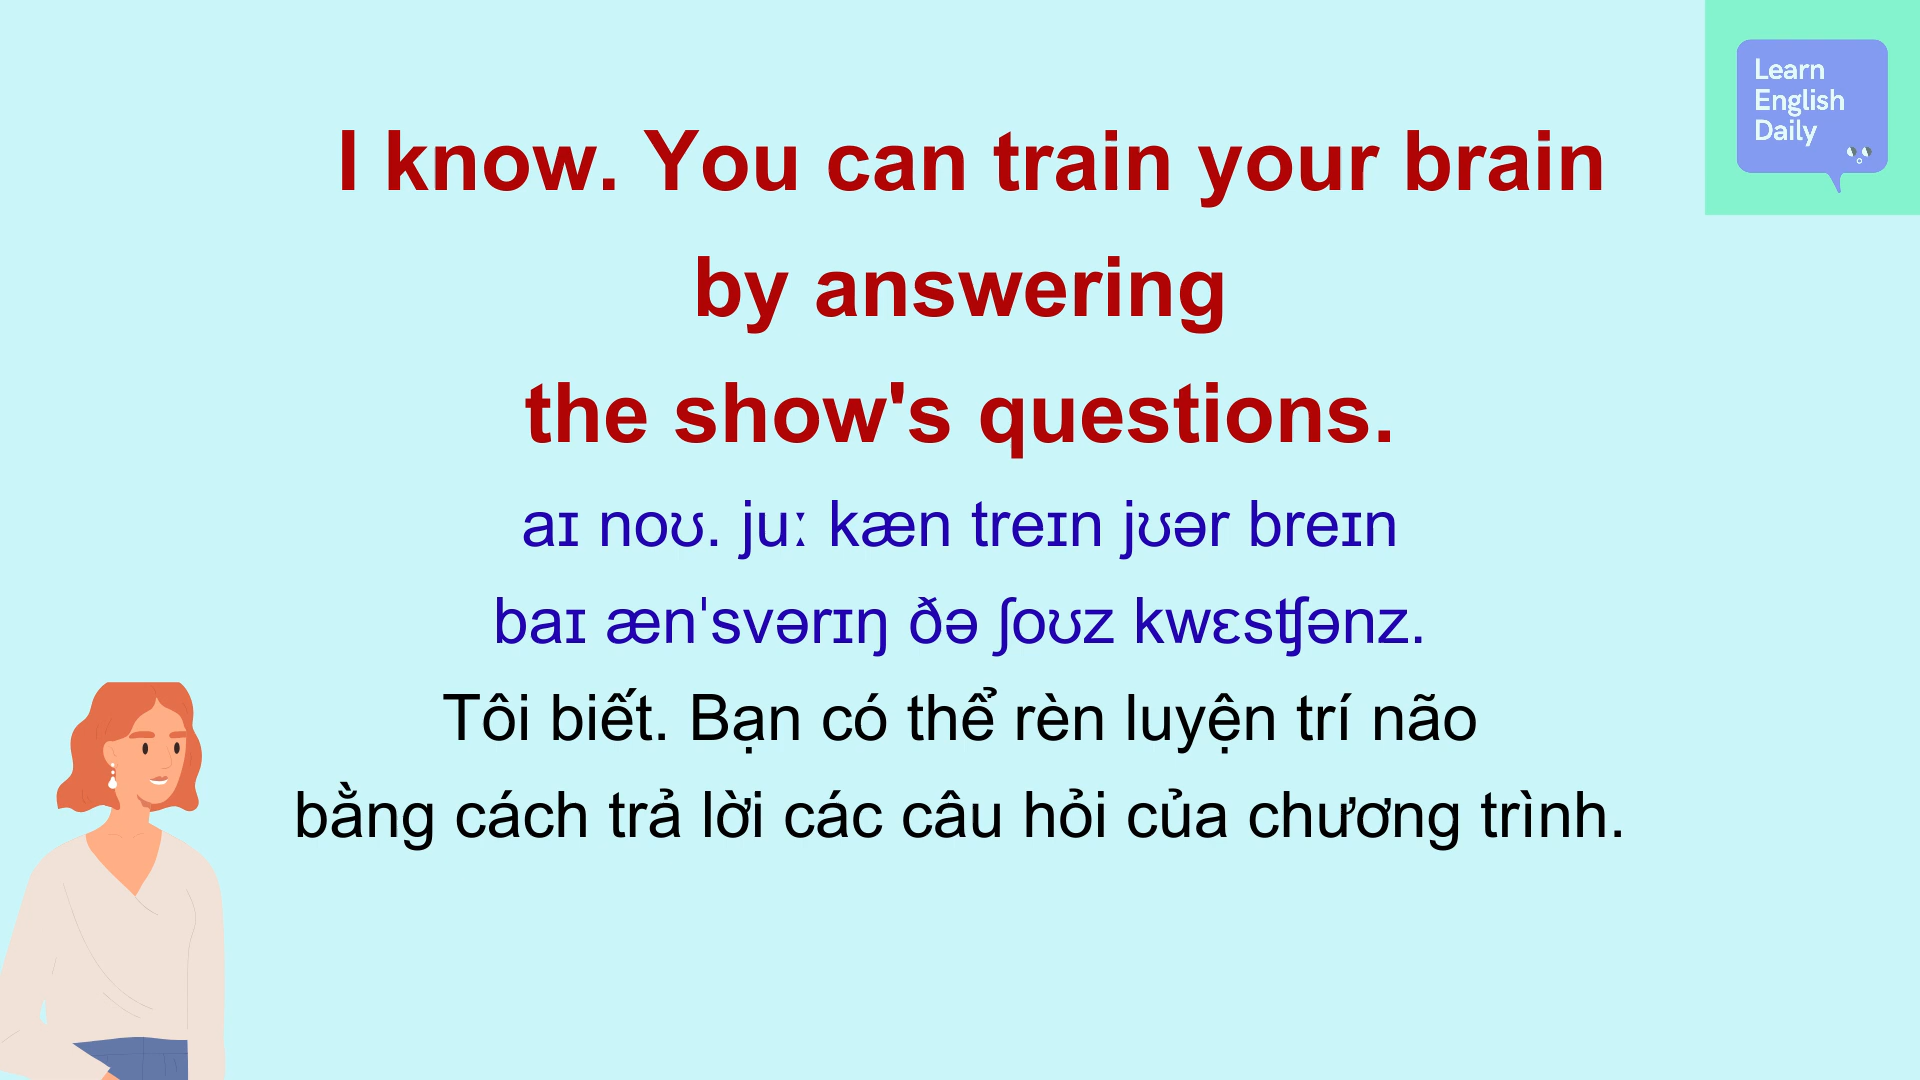 Learn
English
Daily
I know. You can train your brain
by answering
the show's questions.
aɪ noʊ. juː kæn treɪn jʊər breɪn
baɪ ænˈsvərɪŋ ðə ʃoʊz kwɛsʧənz.
Tôi biết. Bạn có thể rèn luyện trí não
bằng cách trả lời các câu hỏi của chương trình.